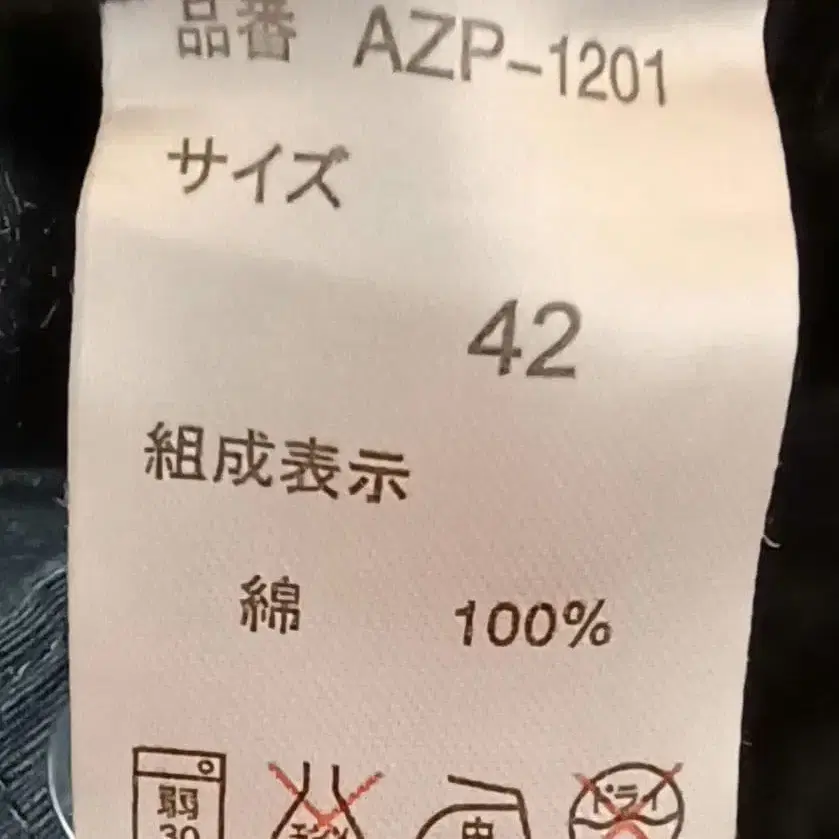 品番 AZP-1201
サイズ
42
組成表示
綿 100%
弱 中 ドライ
30